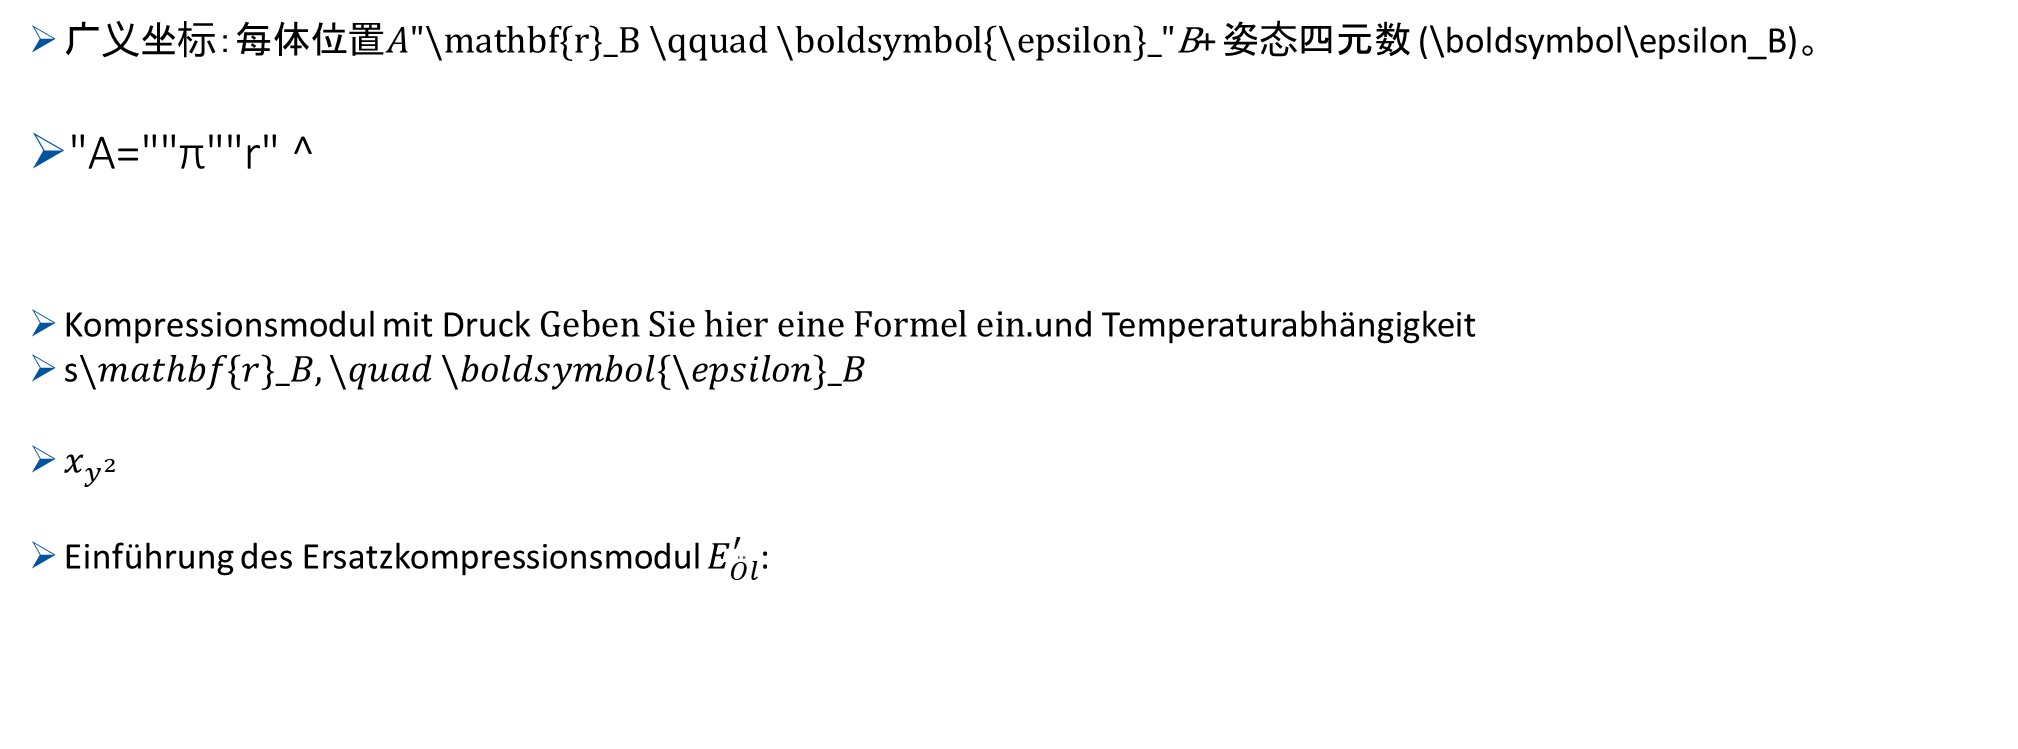 ➢ 广义坐标: 每体位置A"\mathbf{r}_B \qquad \boldsymbol{\epsilon}_"B+ 姿态四元数 (\boldsymbol\epsilon_B)。
➢ "A=""π""r" ^
➢ Kompressionsmodul mit Druck Geben Sie hier eine Formel ein.und Temperaturabhängigkeit
➢ s\mathbf{r}_B, \quad \boldsymbol{\epsilon}_B
➢ x_{y^2}
➢ Einführung des Ersatzkompressionsmodul E'_{Öl}: